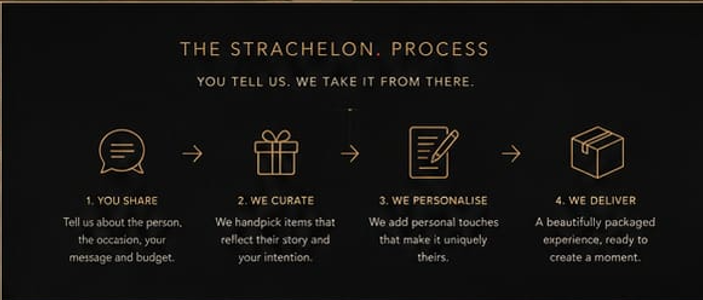 THE STRACHELON. PROCESS
YOU TELL US. WE TAKE IT FROM THERE.
1. YOU SHARE
Tell us about the person,
the occasion, your
message and budget.
2. WE CURATE
We handpick items that
reflect their story and
your intention.
3. WE PERSONALISE
We add personal touches
that make it uniquely
theirs.
4. WE DELIVER
A beautifully packaged
experience, ready to
create a moment.